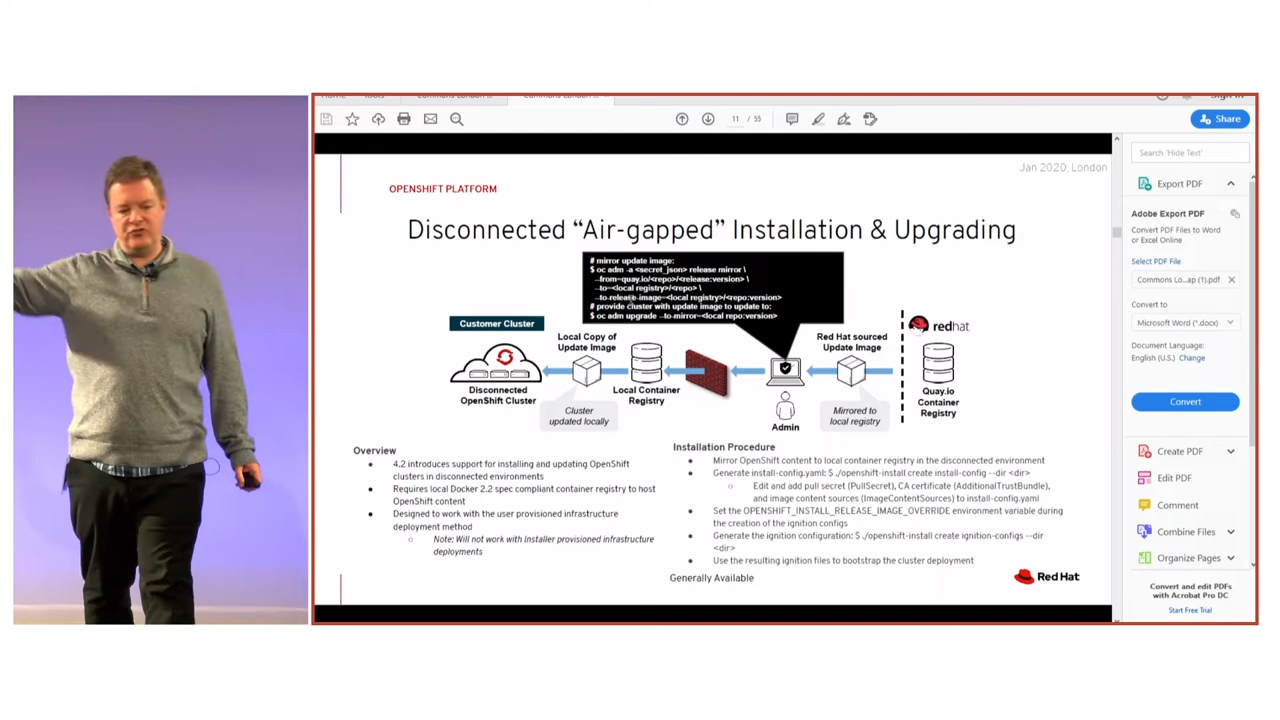 11 / 55
Share
Search 'Hide Text'
Export PDF
Adobe Export PDF
Convert PDF Files to Word
or Excel Online
Select PDF File
Commons Lo...ap (1).pdf
Convert to
Microsoft Word (*.docx)
Document Language:
English (U.S.) Change
Convert
Create PDF
Edit PDF
Comment
Combine Files
Organize Pages
Convert and edit PDFs
with Acrobat Pro DC
Start Free Trial
Jan 2020, London
OPENSHIFT PLATFORM
Disconnected “Air-gapped” Installation & Upgrading
# mirror update image:
$ oc adm -a <secret_json> release mirror \
--from=quay.io/<repo>/<release:version> \
--to=<local registry>/<repo> \
--to-release-image=<local registry>/<repo:version>
# provide cluster with update image to update to:
$ oc adm upgrade --to-mirror=<local repo:version>
Customer Cluster
Disconnected
OpenShift Cluster
Local Copy of
Update Image
Cluster
updated locally
Local Container
Registry
Admin
Red Hat sourced
Update Image
Mirrored to
local registry
redhat
Quay.io
Container
Registry
Overview
4.2 introduces support for installing and updating OpenShift
clusters in disconnected environments
Requires local Docker 2.2 spec compliant container registry to host
OpenShift content
Designed to work with the user provisioned infrastructure
deployment method
Note: Will not work with Installer provisioned infrastructure
deployments
Installation Procedure
Mirror OpenShift content to local container registry in the disconnected environment
Generate install-config.yaml: $ ./openshift-install create install-config --dir <dir>
Edit and add pull secret (PullSecret), CA certificate (AdditionalTrustBundle),
and image content sources (ImageContentSources) to install-config.yaml
Set the OPENSHIFT_INSTALL_RELEASE_IMAGE_OVERRIDE environment variable during
the creation of the ignition configs
Generate the ignition configuration: $ ./openshift-install create ignition-configs --dir
<dir>
Use the resulting ignition files to bootstrap the cluster deployment
Generally Available
Red Hat